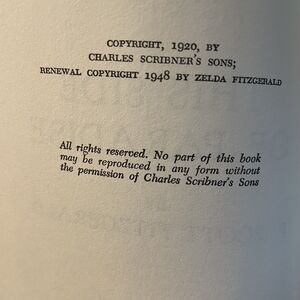 COPYRIGHT, 1920, BY
CHARLES SCRIBNER'S SONS;
RENEWAL COPYRIGHT 1948 BY ZELDA FITZGERALD
All rights reserved. No part of this book
may be reproduced in any form without
the permission of Charles Scribner's Sons